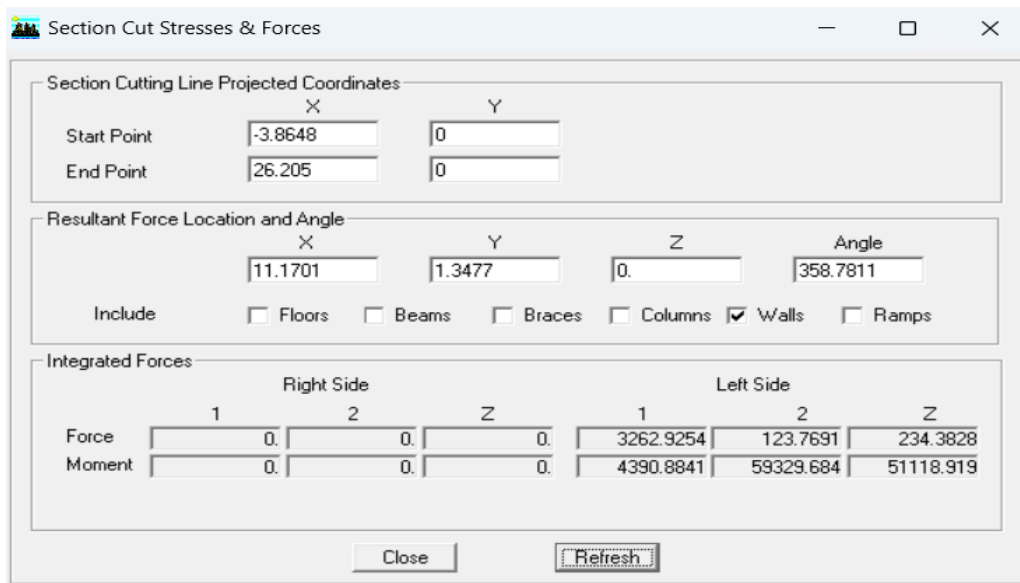 Section Cut Stresses & Forces
Section Cutting Line Projected Coordinates
X Y
Start Point -3.8648 0
End Point 26.205 0
Resultant Force Location and Angle
X Y Z Angle
11.1701 1.3477 0. 358.7811
Include Floors Beams Braces Columns Walls Ramps
Integrated Forces
Right Side Left Side
1 2 Z 1 2 Z
Force 0. 0. 0. 3262.9254 123.7691 234.3828
Moment 0. 0. 0. 4390.8841 59329.684 51118.919
Close Refresh